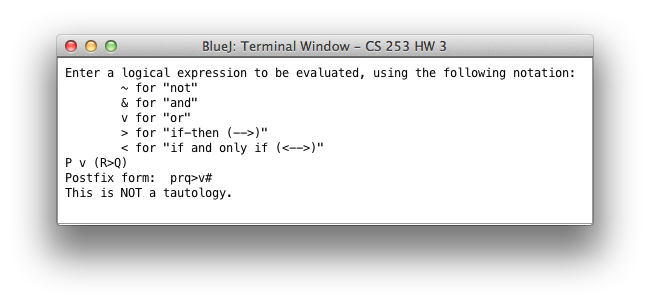 BlueJ: Terminal Window – CS 253 HW 3
Enter a logical expression to be evaluated, using the following notation:
~ for "not"
& for "and"
v for "or"
> for "if-then (-->)"
< for "if and only if (<-->)"
P v (R>Q)
Postfix form:  prq>v#
This is NOT a tautology.